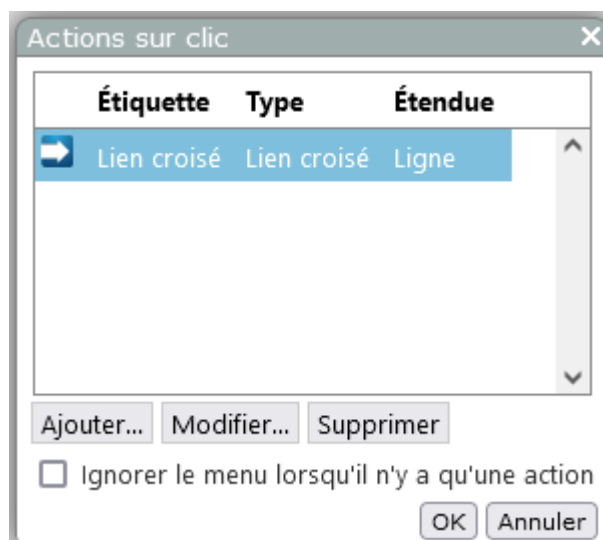 Actions sur clic
Étiquette Type Étendue
Lien croisé Lien croisé Ligne
Ajouter... Modifier... Supprimer
Ignorer le menu lorsqu'il n'y a qu'une action
OK Annuler